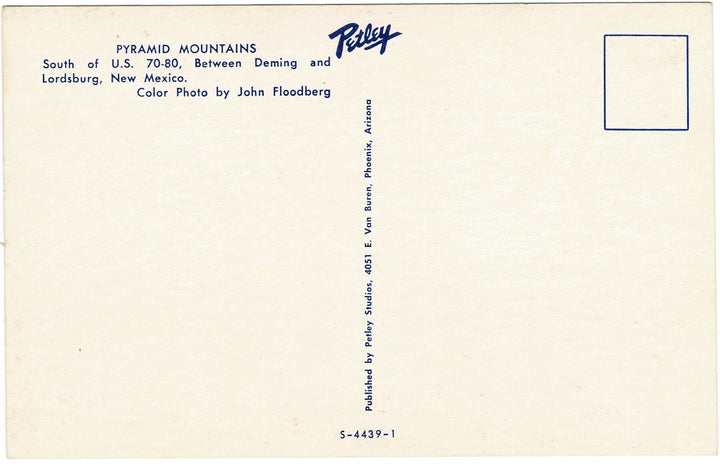 PYRAMID MOUNTAINS
South of U.S. 70-80, Between Deming and
Lordsburg, New Mexico.
Color Photo by John Floodberg
Petley
Published by Petley Studios, 4051 E. Van Buren, Phoenix, Arizona
S-4439-1